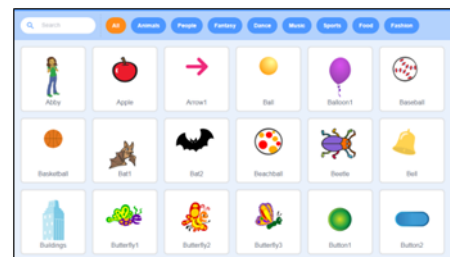 Search All Animals People Fantasy Dance Music Sports Food Fashion
Abby Apple Arrow1 Ball Balloon1 Baseball
Basketball Bat1 Bat2 Beachball Beetle Bell
Buildings Butterfly1 Butterfly2 Butterfly3 Button1 Button2